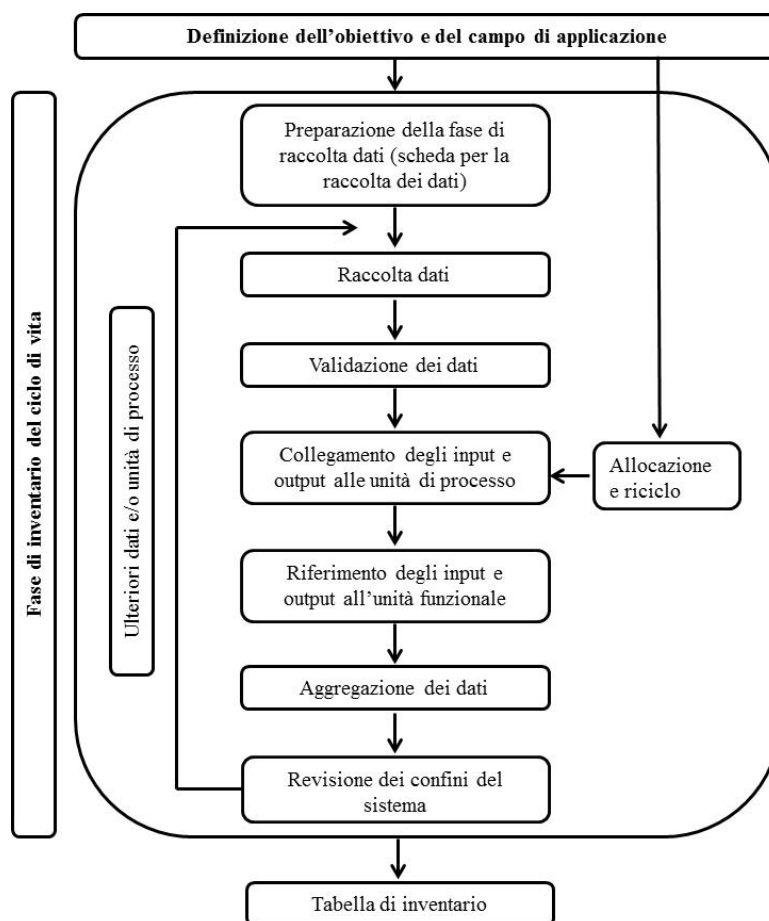 Definizione dell'obiettivo e del campo di applicazione
Fase di inventario del ciclo di vita
Preparazione della fase di
raccolta dati (scheda per la
raccolta dei dati)
Raccolta dati
Ulteriori dati e/o unità di processo
Validazione dei dati
Collegamento degli input e
output alle unità di processo
Allocazione
e riciclo
Riferimento degli input e
output all'unità funzionale
Aggregazione dei dati
Revisione dei confini del
sistema
Tabella di inventario